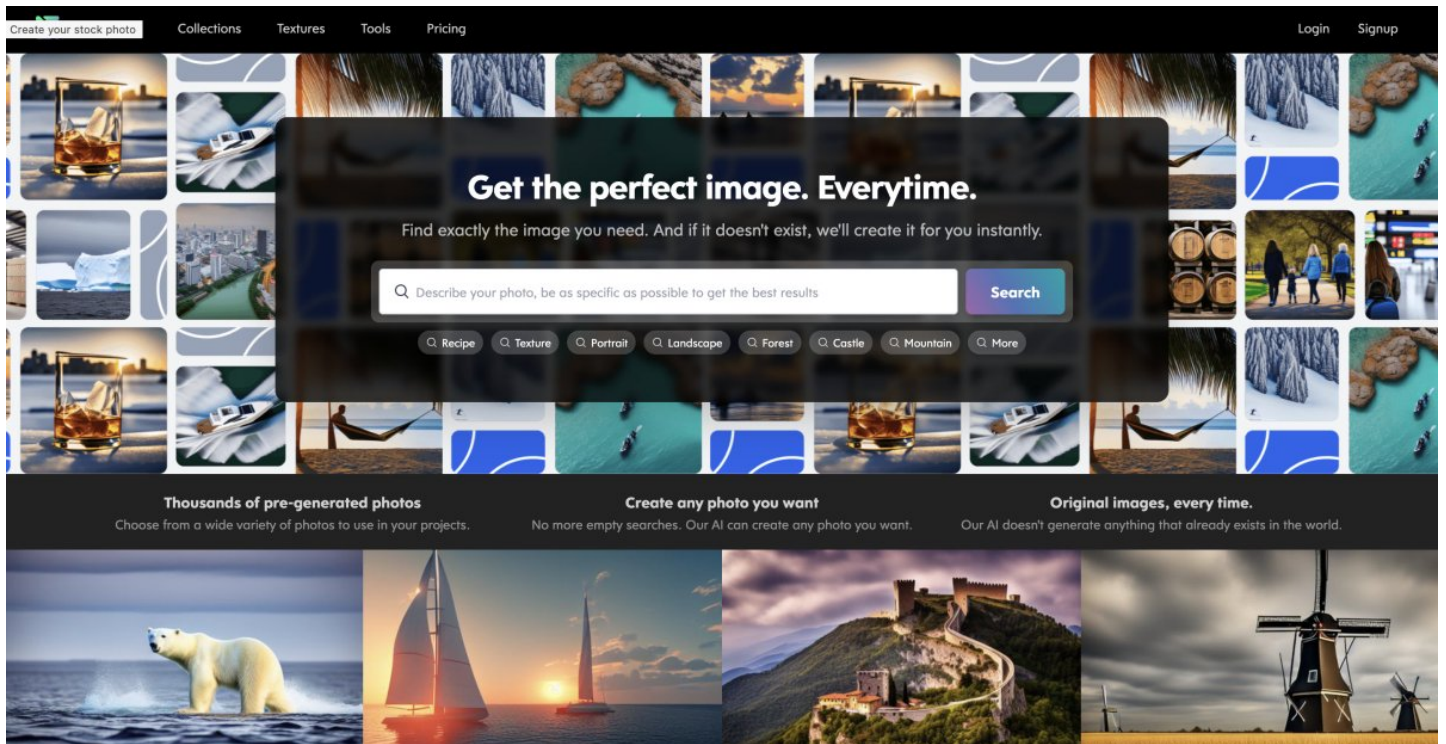 Create your stock photo
Collections
Textures
Tools
Pricing
Login
Signup
Get the perfect image. Everytime.
Find exactly the image you need. And if it doesn't exist, we'll create it for you instantly.
Describe your photo, be as specific as possible to get the best results
Search
Recipe
Texture
Portrait
Landscape
Forest
Castle
Mountain
More
Thousands of pre-generated photos
Choose from a wide variety of photos to use in your projects.
Create any photo you want
No more empty searches. Our AI can create any photo you want.
Original images, every time.
Our AI doesn't generate anything that already exists in the world.